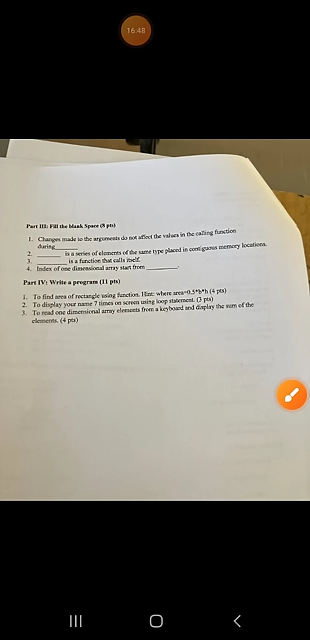 16:48
Part III: Fill the blank Space (8 pts)
1. Changes made to the arguments do not affect the values in the calling function
during________
2. ________ is a series of elements of the same type placed in contiguous memory locations.
3. ________ is a function that calls itself.
4. Index of one dimensional array start from ________.
Part IV: Write a program (11 pts)
1. To find area of rectangle using function. Hint: where area=0.5*b*h (4 pts)
2. To display your name 7 times on screen using loop statement. (3 pts)
3. To read one dimensional array elements from a keyboard and display the sum of the
elements. (4 pts)